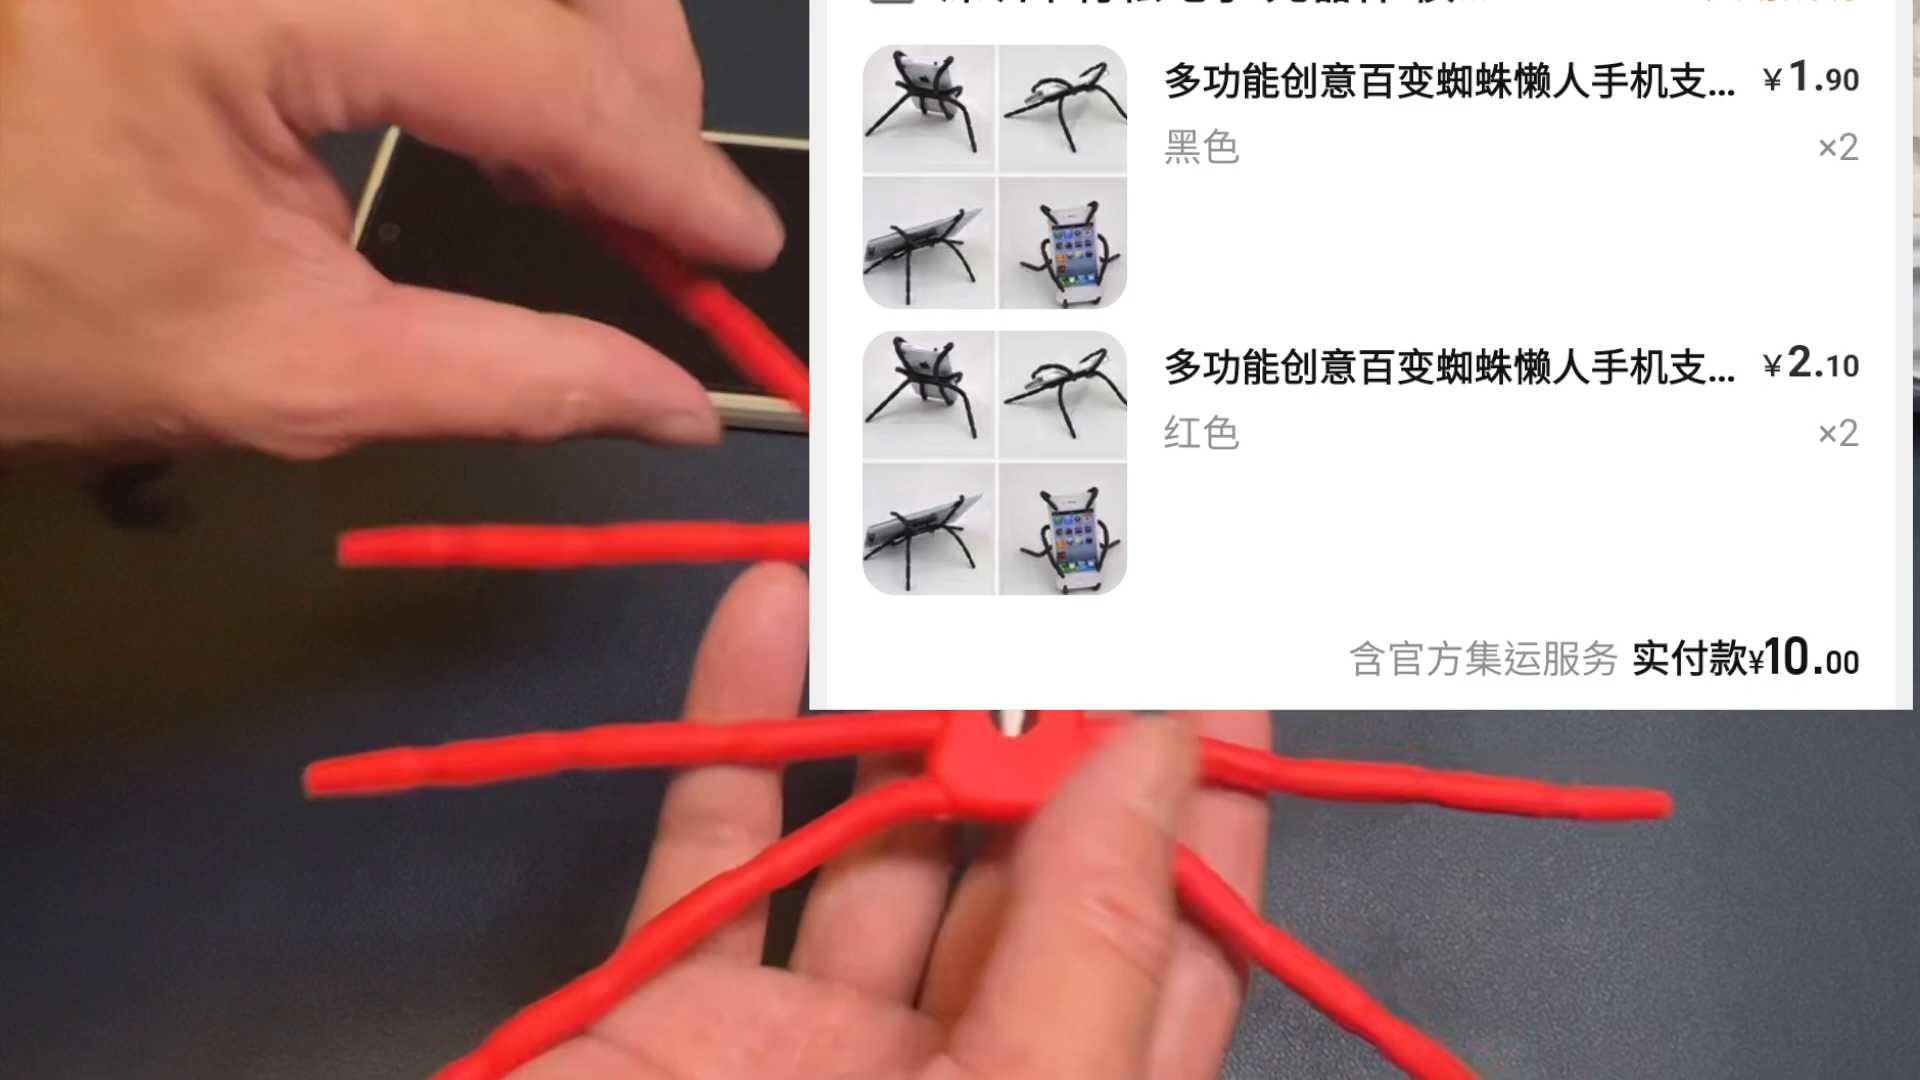 多功能创意百变蜘蛛懒人手机支... ¥1.90
黑色 ×2
多功能创意百变蜘蛛懒人手机支... ¥2.10
红色 ×2
含官方集运服务 实付款¥10.00